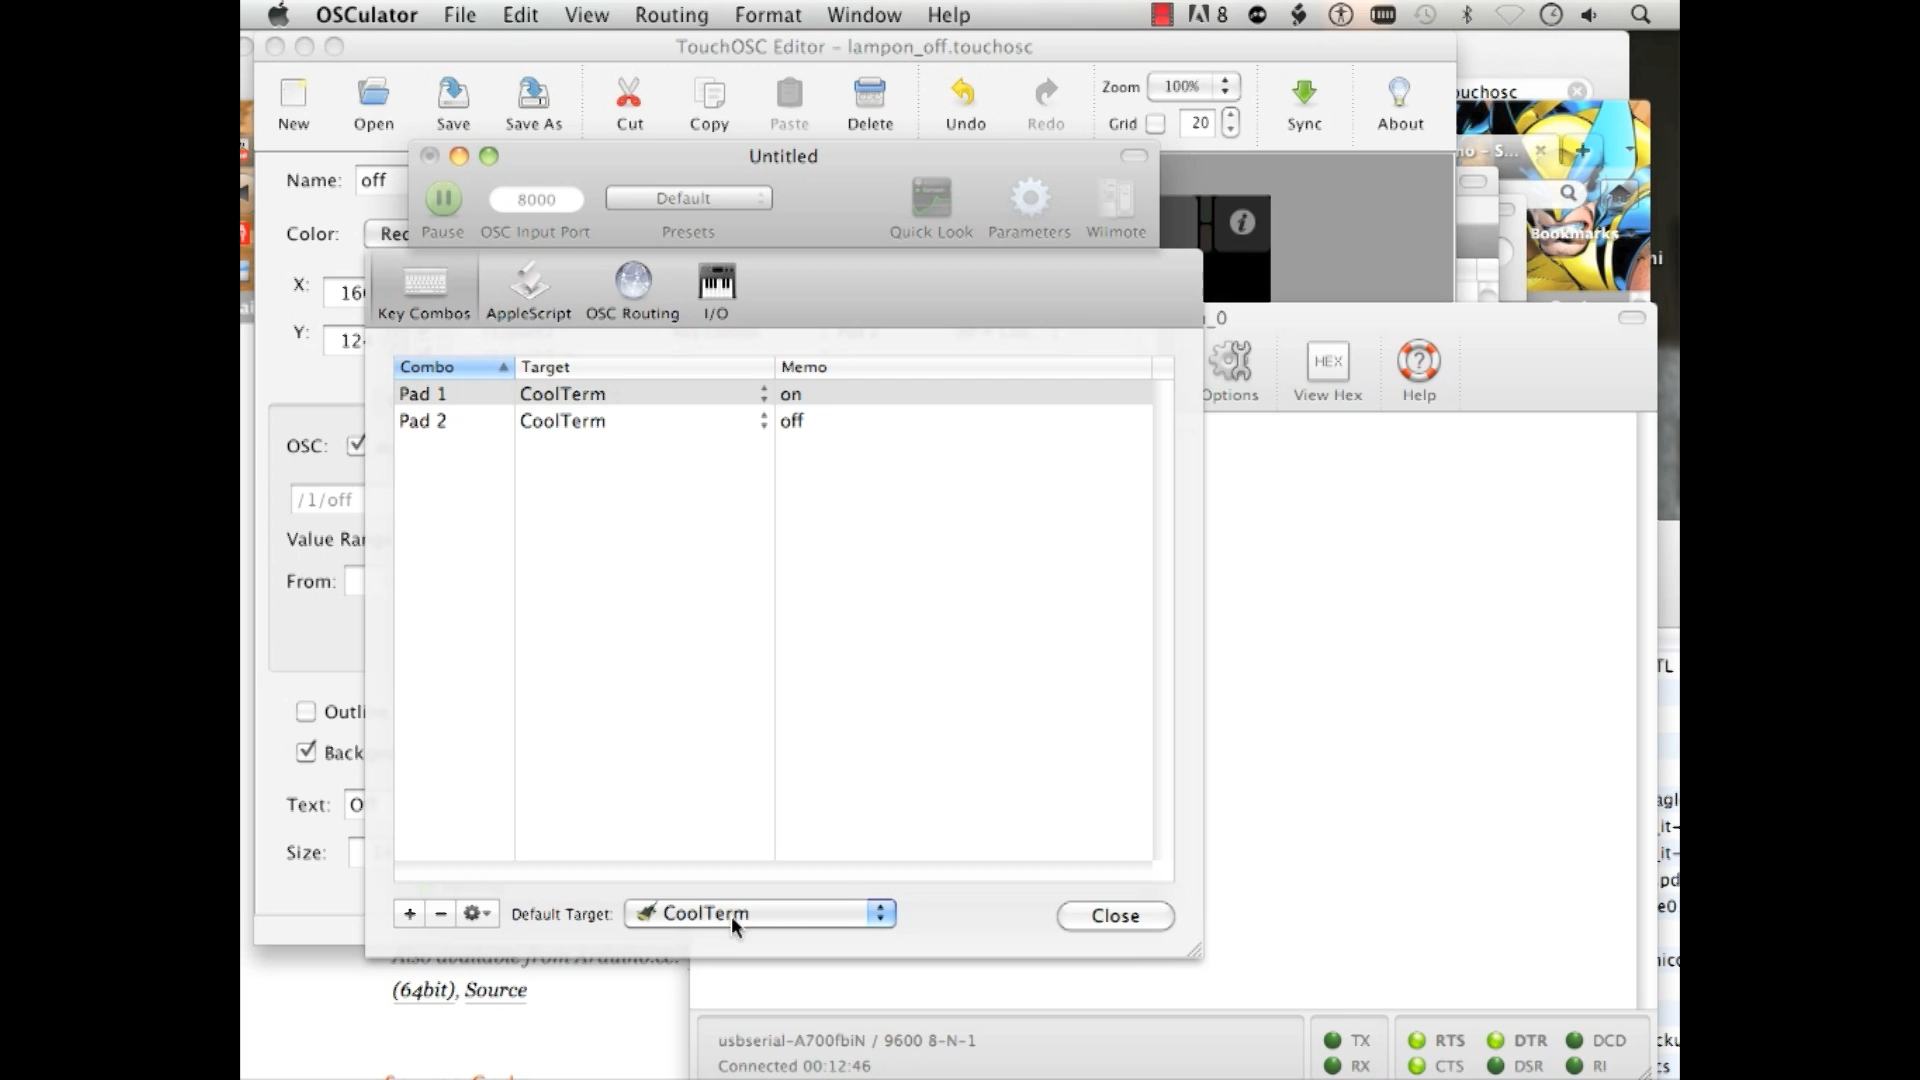 OSCulator File Edit View Routing Format Window Help 8
TouchOSC Editor – lampon_off.touchosc
New Open Save Save As Cut Copy Paste Delete Undo Redo Zoom 100% Grid 20 Sync About
ouchosc
Untitled
Name: off
8000 Default
Pause OSC Input Port Presets Quick Look Parameters Wiimote
Color:
Bookmarks
X:
Key Combos AppleScript OSC Routing I/O
Y: 12
Combo Target Memo
HEX
Options View Hex Help
Pad 1 CoolTerm on
Pad 2 CoolTerm off
OSC:
/1/off
From:
Text:
Size:
Default Target: CoolTerm Close
(64bit), Source
usbserial-A700fbiN / 9600 8-N-1
Connected 00:12:46
TX RTS DTR DCD
RX CTS DSR RI